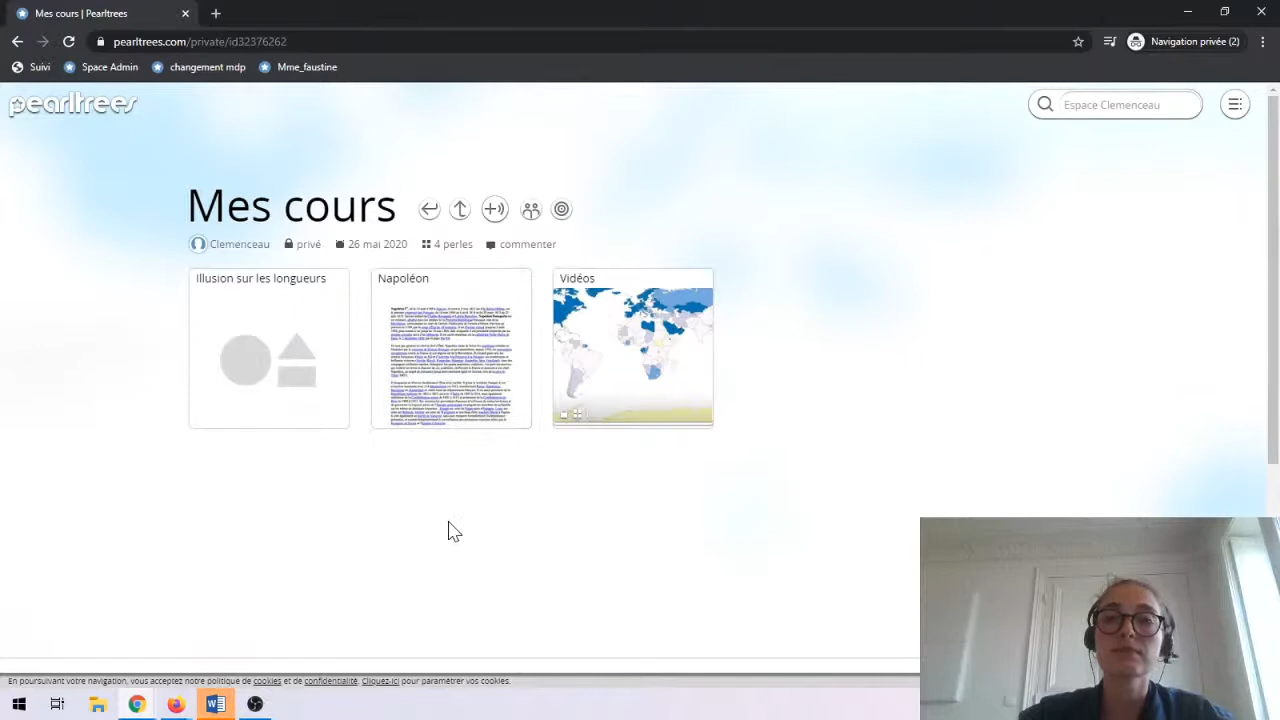 Mes cours | Pearltrees
pearltrees.com/private/id32376262
Navigation privée (2)
Suivi
Space Admin
changement mdp
Mme_faustine
pearltrees
Espace Clemenceau
Mes cours
Clemenceau
privé
26 mai 2020
4 perles
commenter
Illusion sur les longueurs
Napoléon
Vidéos
En poursuivant votre navigation, vous acceptez notre politique de cookies et de confidentialité. Cliquez-ici pour paramétrer vos cookies.